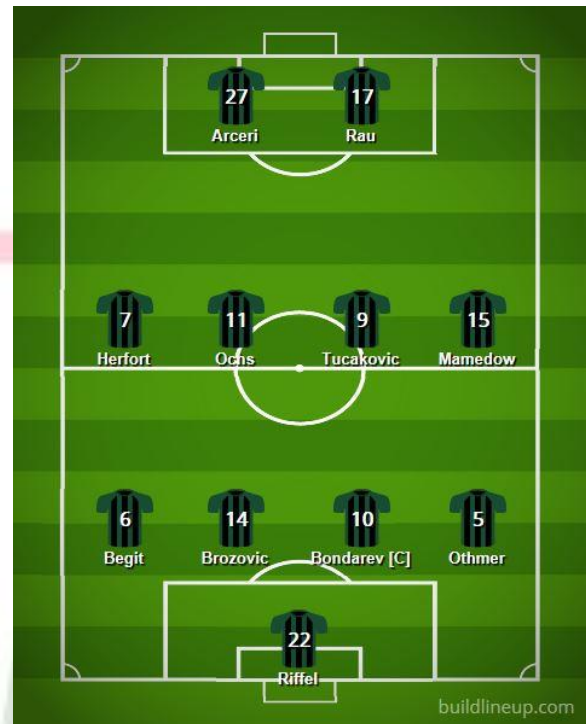 27 17
Arceri Rau
7 11 9 15
Herfort Ochs Tucakovic Mamedow
6 14 10 5
Begit Brozovic Bondarev [C] Othmer
22
Riffel
buildlineup.com